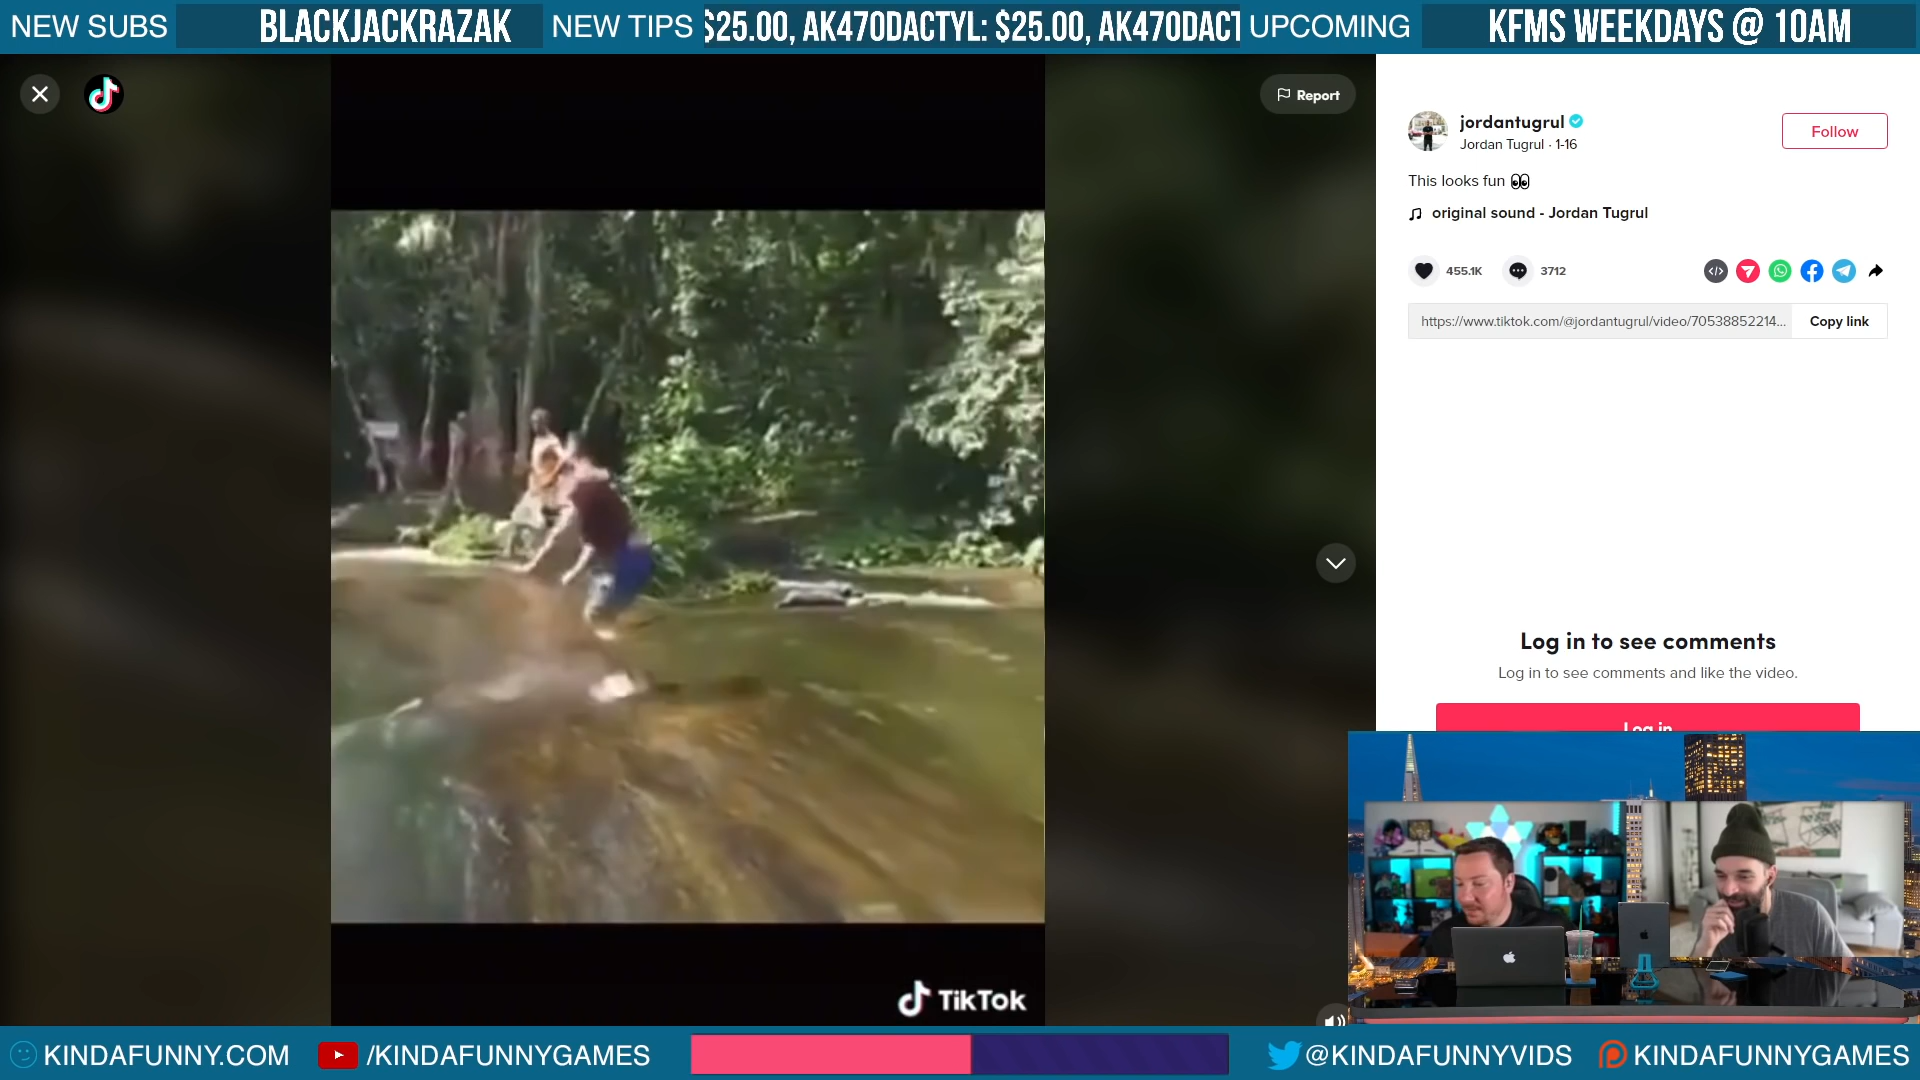 NEW SUBS
BLACKJACKRAZAK
NEW TIPS
$25.00, AK470DACTYL: $25.00, AK470DACT
UPCOMING
KFMS WEEKDAYS @ 10AM
Report
jordantugrul
Jordan Tugrul · 1-16
Follow
This looks fun 👀
original sound - Jordan Tugrul
455.1K
3712
https://www.tiktok.com/@jordantugrul/video/70538852214...
Copy link
Log in to see comments
Log in to see comments and like the video.
Log in
TikTok
KINDAFUNNY.COM
/KINDAFUNNYGAMES
@KINDAFUNNYVIDS
KINDAFUNNYGAMES